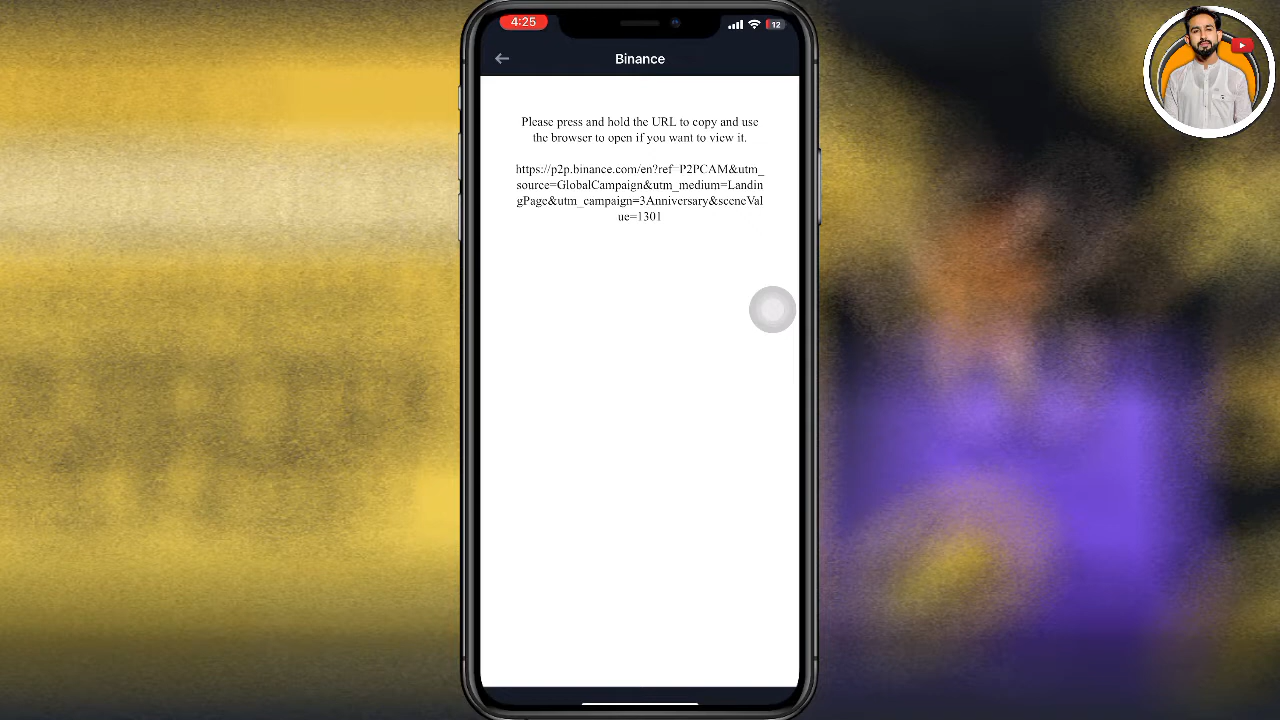 4:25
12
Binance
Please press and hold the URL to copy and use
the browser to open if you want to view it.
https://p2p.binance.com/en?ref=P2PCAM&utm_
source=GlobalCampaign&utm_medium=Landin
gPage&utm_campaign=3Anniversary&sceneVal
ue=1301